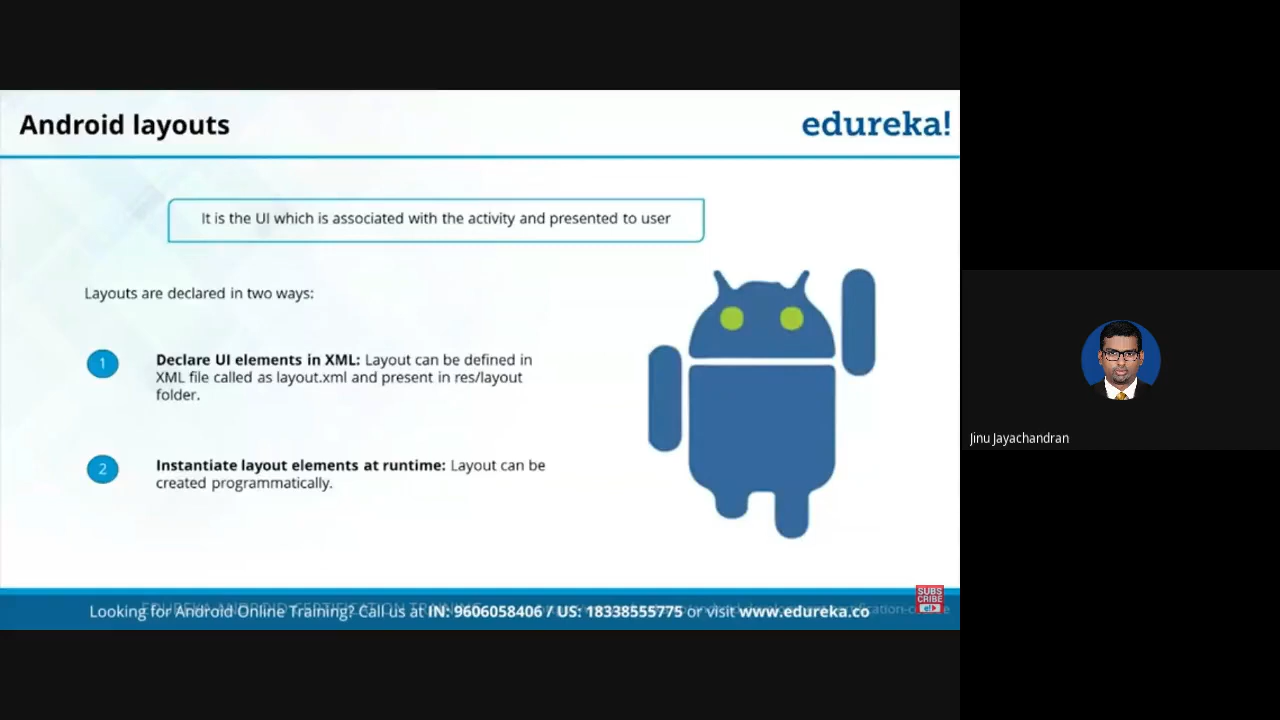 Android layouts
edureka!
It is the UI which is associated with the activity and presented to user
Layouts are declared in two ways:
1
Declare UI elements in XML: Layout can be defined in
XML file called as layout.xml and present in res/layout
folder.
2
Instantiate layout elements at runtime: Layout can be
created programmatically.
Jinu Jayachandran
SUBS
CRIBE
e!
Looking for Android Online Training? Call us at IN: 9606058406 / US: 18338555775 or visit www.edureka.co